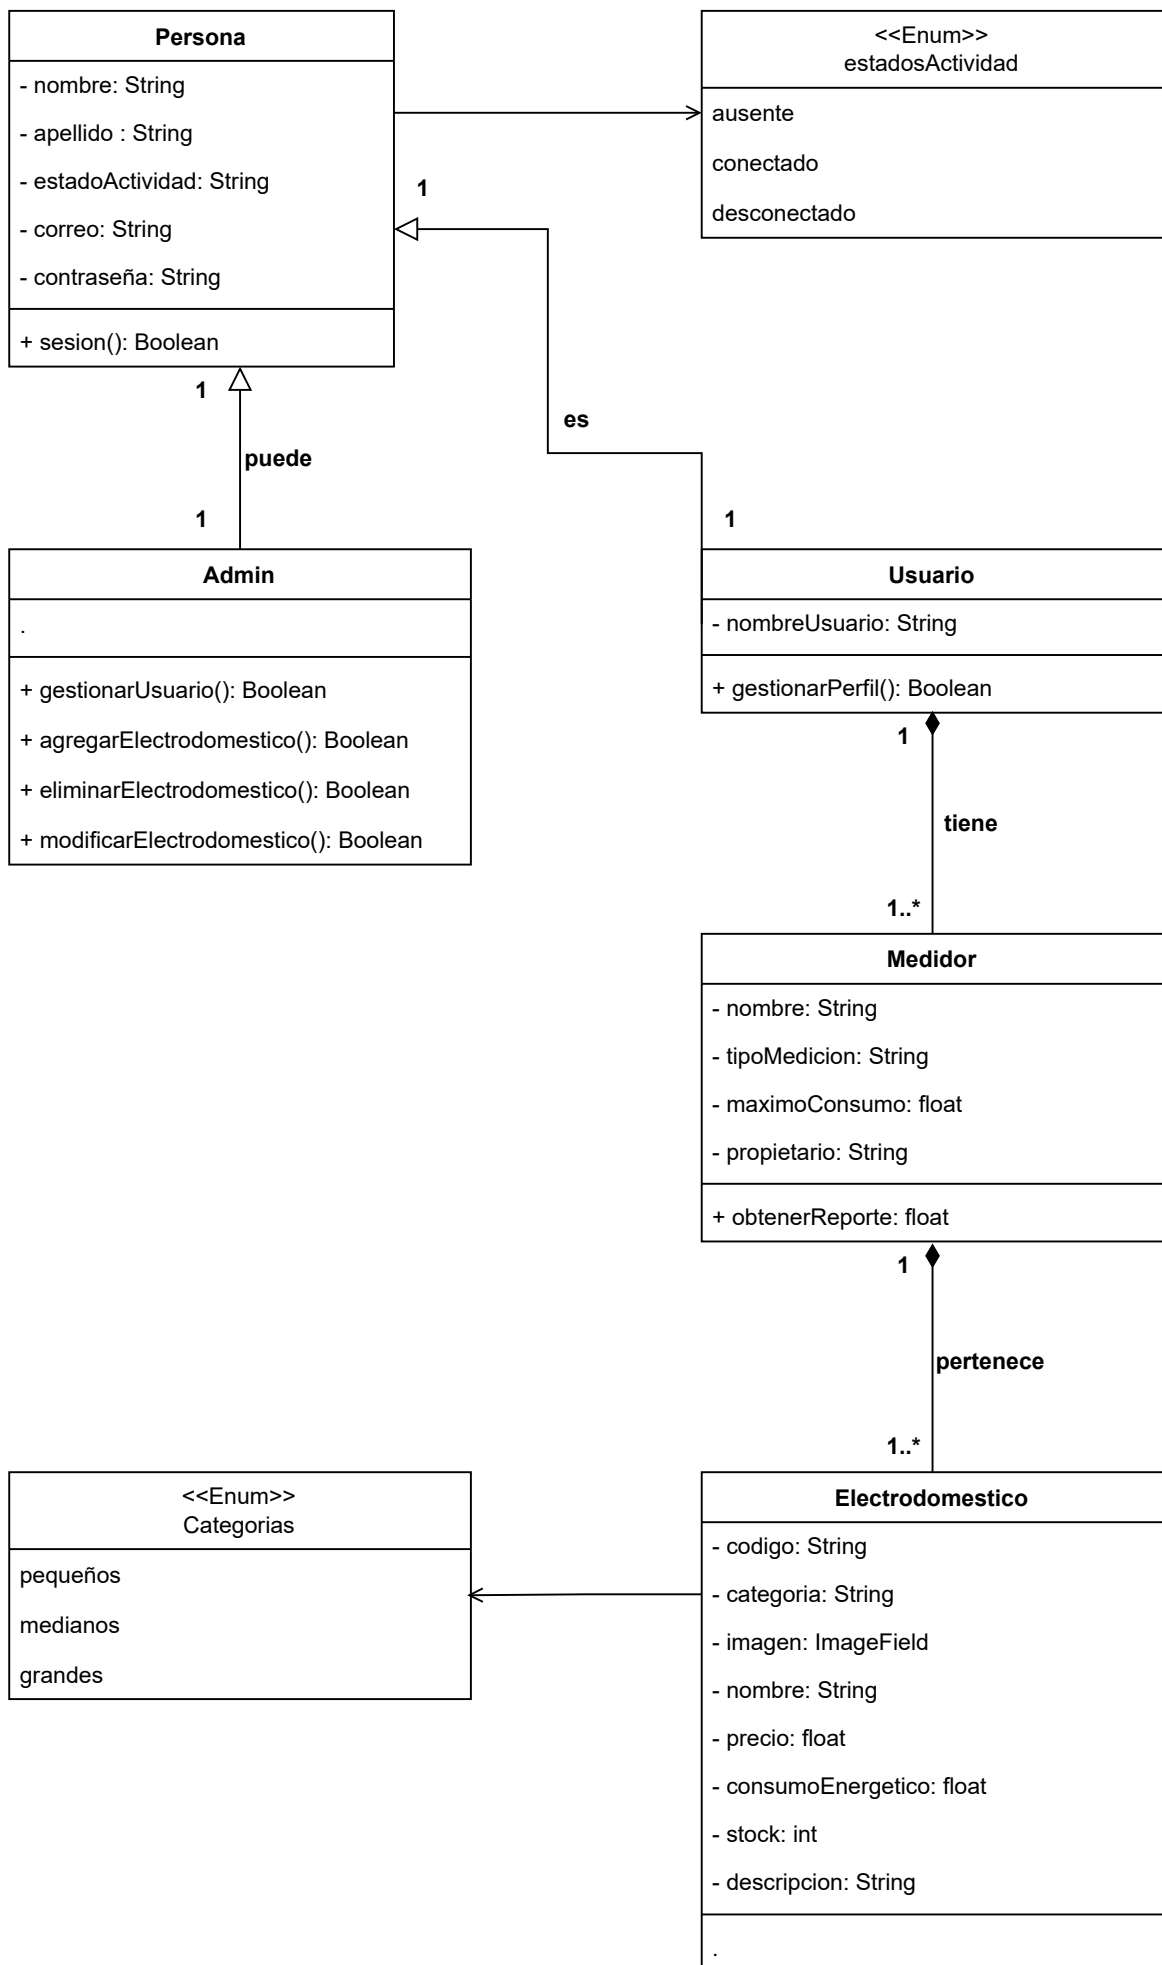 Persona
- nombre: String
- apellido : String
- estadoActividad: String
- correo: String
- contraseña: String
+ sesion(): Boolean
<<Enum>>
estadosActividad
ausente
conectado
desconectado
1
1
puede
1
es
1
Admin
.
+ gestionarUsuario(): Boolean
+ agregarElectrodomestico(): Boolean
+ eliminarElectrodomestico(): Boolean
+ modificarElectrodomestico(): Boolean
Usuario
- nombreUsuario: String
+ gestionarPerfil(): Boolean
1
tiene
1..*
Medidor
- nombre: String
- tipoMedicion: String
- maximoConsumo: float
- propietario: String
+ obtenerReporte: float
1
pertenece
1..*
<<Enum>>
Categorias
pequeños
medianos
grandes
Electrodomestico
- codigo: String
- categoria: String
- imagen: ImageField
- nombre: String
- precio: float
- consumoEnergetico: float
- stock: int
- descripcion: String
.